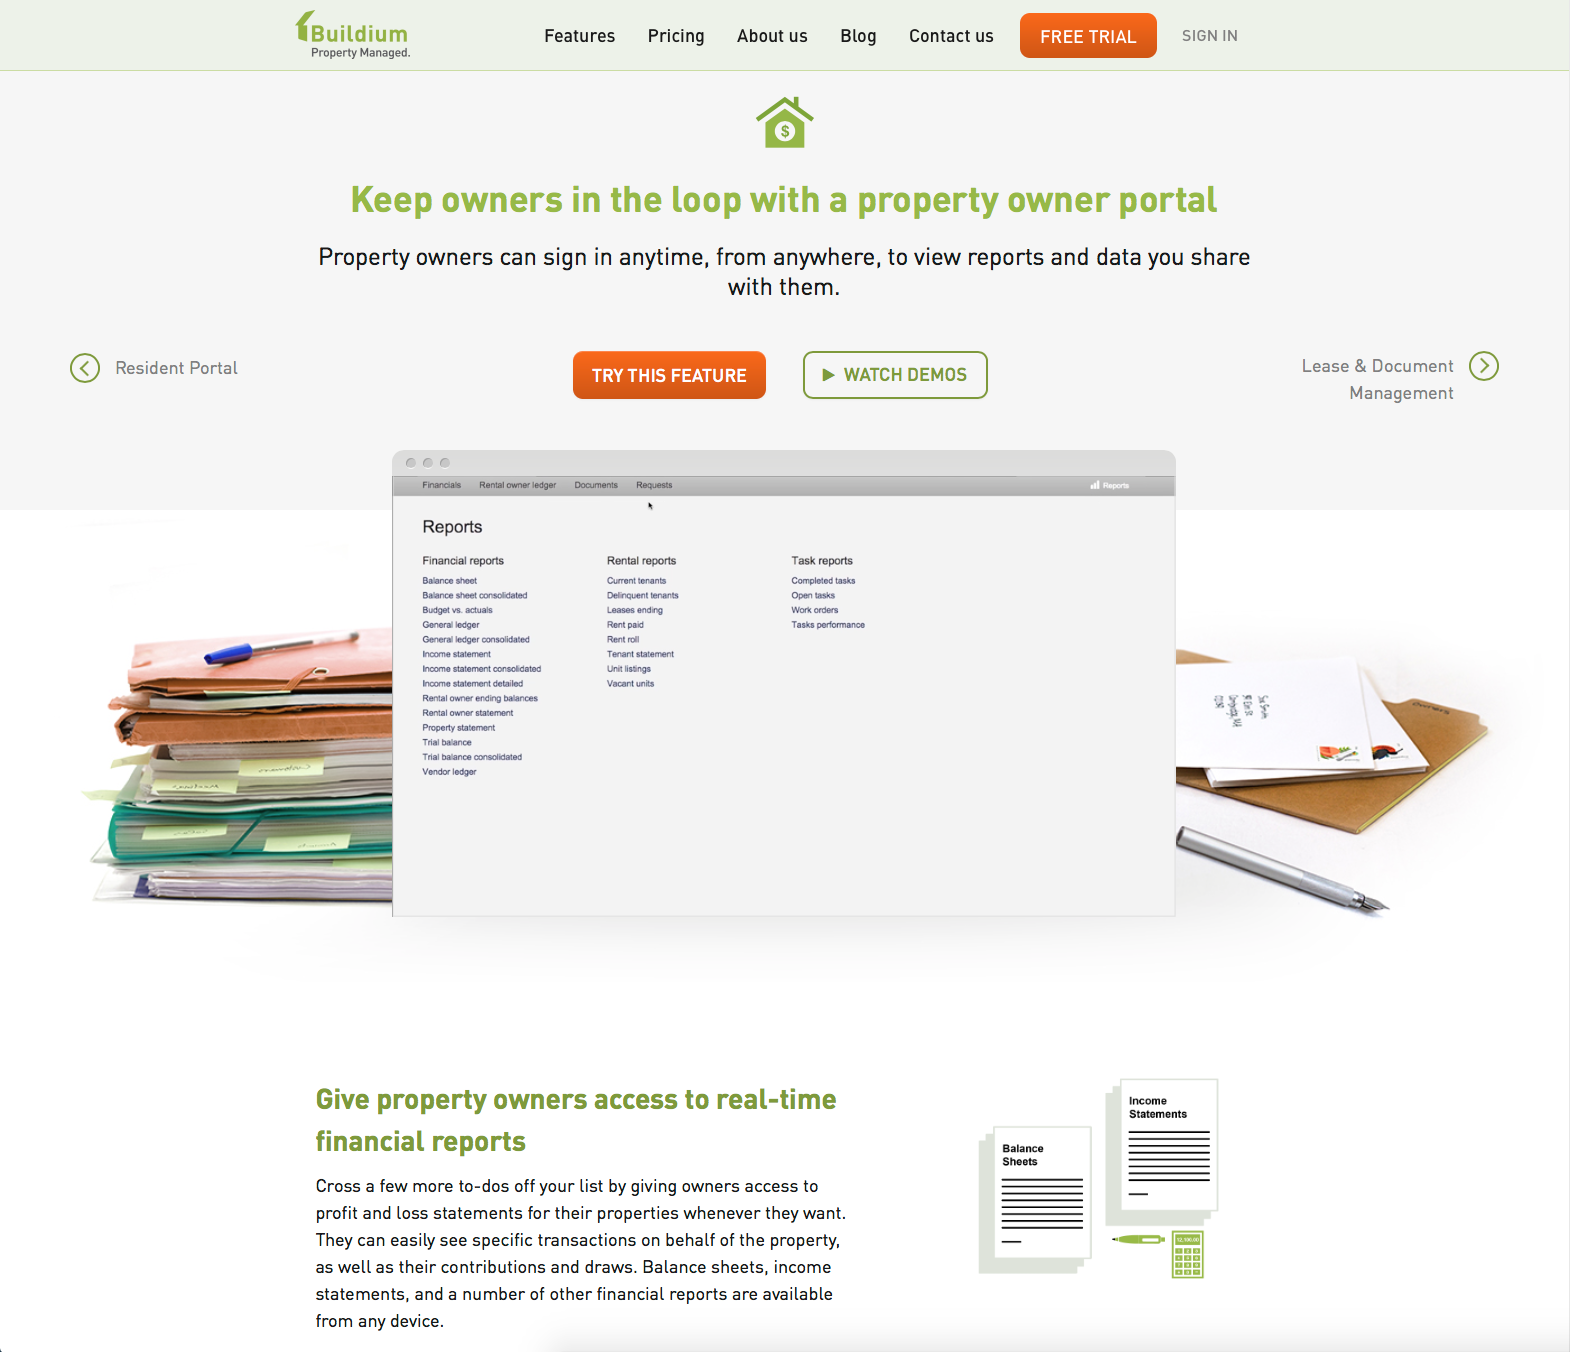 Buildium
Property Managed.
Features
Pricing
About us
Blog
Contact us
FREE TRIAL
SIGN IN
$
Keep owners in the loop with a property owner portal
Property owners can sign in anytime, from anywhere, to view reports and data you share
with them.
Resident Portal
TRY THIS FEATURE
WATCH DEMOS
Lease & Document
Management
Financials
Rental owner ledger
Documents
Requests
Reports
Reports
Financial reports
Balance sheet
Balance sheet consolidated
Budget vs. actuals
General ledger
General ledger consolidated
Income statement
Income statement consolidated
Income statement detailed
Rental owner ending balances
Rental owner statement
Property statement
Trial balance
Trial balance consolidated
Vendor ledger
Rental reports
Current tenants
Delinquent tenants
Leases ending
Rent paid
Rent roll
Tenant statement
Unit listings
Vacant units
Task reports
Completed tasks
Open tasks
Work orders
Tasks performance
owners
Give property owners access to real-time
financial reports
Cross a few more to-dos off your list by giving owners access to
profit and loss statements for their properties whenever they want.
They can easily see specific transactions on behalf of the property,
as well as their contributions and draws. Balance sheets, income
statements, and a number of other financial reports are available
from any device.
Balance
Sheets
Income
Statements
12,100.00